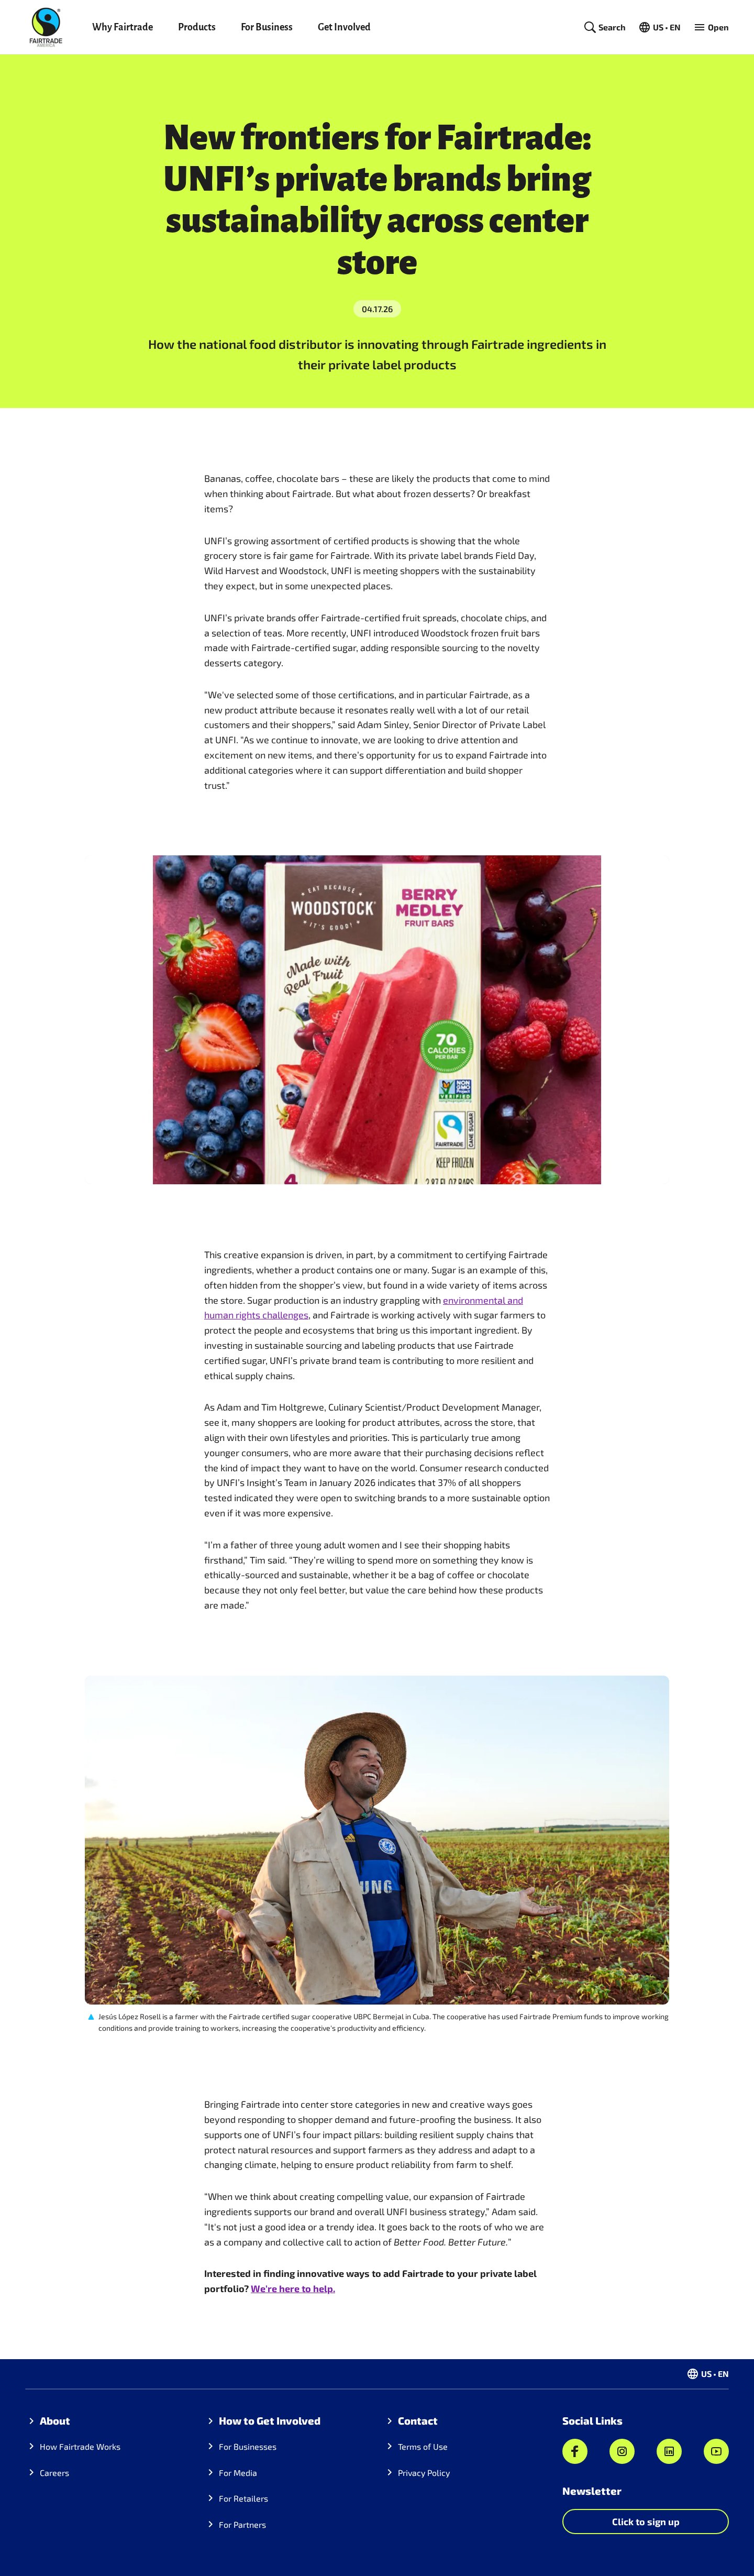 FAIRTRADE
AMERICA
Why Fairtrade
Products
For Business
Get Involved
Search
US • EN
Open
New frontiers for Fairtrade:
UNFI’s private brands bring
sustainability across center
store
04.17.26
How the national food distributor is innovating through Fairtrade ingredients in
their private label products
Bananas, coffee, chocolate bars – these are likely the products that come to mind
when thinking about Fairtrade. But what about frozen desserts? Or breakfast
items?
UNFI’s growing assortment of certified products is showing that the whole
grocery store is fair game for Fairtrade. With its private label brands Field Day,
Wild Harvest and Woodstock, UNFI is meeting shoppers with the sustainability
they expect, but in some unexpected places.
UNFI’s private brands offer Fairtrade-certified fruit spreads, chocolate chips, and
a selection of teas. More recently, UNFI introduced Woodstock frozen fruit bars
made with Fairtrade-certified sugar, adding responsible sourcing to the novelty
desserts category.
“We’ve selected some of those certifications, and in particular Fairtrade, as a
new product attribute because it resonates really well with a lot of our retail
customers and their shoppers,” said Adam Sinley, Senior Director of Private Label
at UNFI. “As we continue to innovate, we are looking to drive attention and
excitement on new items, and there’s opportunity for us to expand Fairtrade into
additional categories where it can support differentiation and build shopper
trust.”
EAT BECAUSE
WOODSTOCK
IT'S GOOD!
BERRY
MEDLEY
FRUIT BARS
Made with
Real Fruit
70
CALORIES
PER BAR
NON
GMO
Project
VERIFIED
FAIRTRADE
CANE SUGAR
KEEP FROZEN
4
4 2.87 FL OZ BARS
This creative expansion is driven, in part, by a commitment to certifying Fairtrade
ingredients, whether a product contains one or many. Sugar is an example of this,
often hidden from the shopper’s view, but found in a wide variety of items across
the store. Sugar production is an industry grappling with environmental and
human rights challenges, and Fairtrade is working actively with sugar farmers to
protect the people and ecosystems that bring us this important ingredient. By
investing in sustainable sourcing and labeling products that use Fairtrade
certified sugar, UNFI’s private brand team is contributing to more resilient and
ethical supply chains.
As Adam and Tim Holtgrewe, Culinary Scientist/Product Development Manager,
see it, many shoppers are looking for product attributes, across the store, that
align with their own lifestyles and priorities. This is particularly true among
younger consumers, who are more aware that their purchasing decisions reflect
the kind of impact they want to have on the world. Consumer research conducted
by UNFI’s Insight’s Team in January 2026 indicates that 37% of all shoppers
tested indicated they were open to switching brands to a more sustainable option
even if it was more expensive.
“I’m a father of three young adult women and I see their shopping habits
firsthand,” Tim said. “They’re willing to spend more on something they know is
ethically-sourced and sustainable, whether it be a bag of coffee or chocolate
because they not only feel better, but value the care behind how these products
are made.”
UNG
Jesús López Rosell is a farmer with the Fairtrade certified sugar cooperative UBPC Bermejal in Cuba. The cooperative has used Fairtrade Premium funds to improve working
conditions and provide training to workers, increasing the cooperative’s productivity and efficiency.
Bringing Fairtrade into center store categories in new and creative ways goes
beyond responding to shopper demand and future-proofing the business. It also
supports one of UNFI’s four impact pillars: building resilient supply chains that
protect natural resources and support farmers as they address and adapt to a
changing climate, helping to ensure product reliability from farm to shelf.
“When we think about creating compelling value, our expansion of Fairtrade
ingredients supports our brand and overall UNFI business strategy,” Adam said.
“It’s not just a good idea or a trendy idea. It goes back to the roots of who we are
as a company and collective call to action of Better Food. Better Future.”
Interested in finding innovative ways to add Fairtrade to your private label
portfolio? We’re here to help.
US • EN
About
How Fairtrade Works
Careers
How to Get Involved
For Businesses
For Media
For Retailers
For Partners
Contact
Terms of Use
Privacy Policy
Social Links
Newsletter
Click to sign up